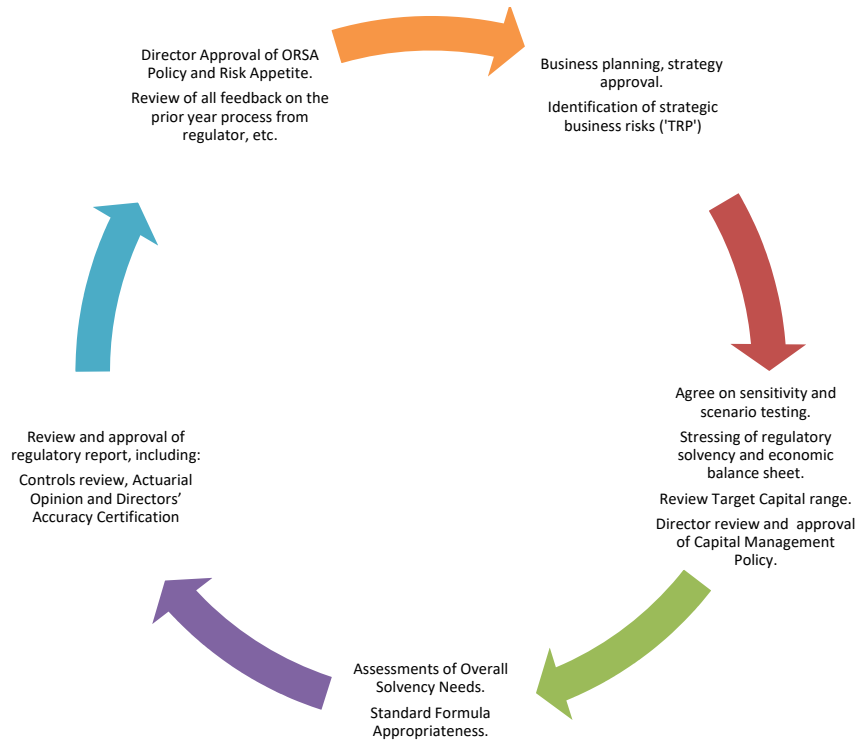 Director Approval of ORSA
Policy and Risk Appetite.
Review of all feedback on the
prior year process from
regulator, etc.
Business planning, strategy
approval.
Identification of strategic
business risks ('TRP')
Agree on sensitivity and
scenario testing.
Stressing of regulatory
solvency and economic
balance sheet.
Review Target Capital range.
Director review and approval
of Capital Management
Policy.
Assessments of Overall
Solvency Needs.
Standard Formula
Appropriateness.
Review and approval of
regulatory report, including:
Controls review, Actuarial
Opinion and Directors’
Accuracy Certification